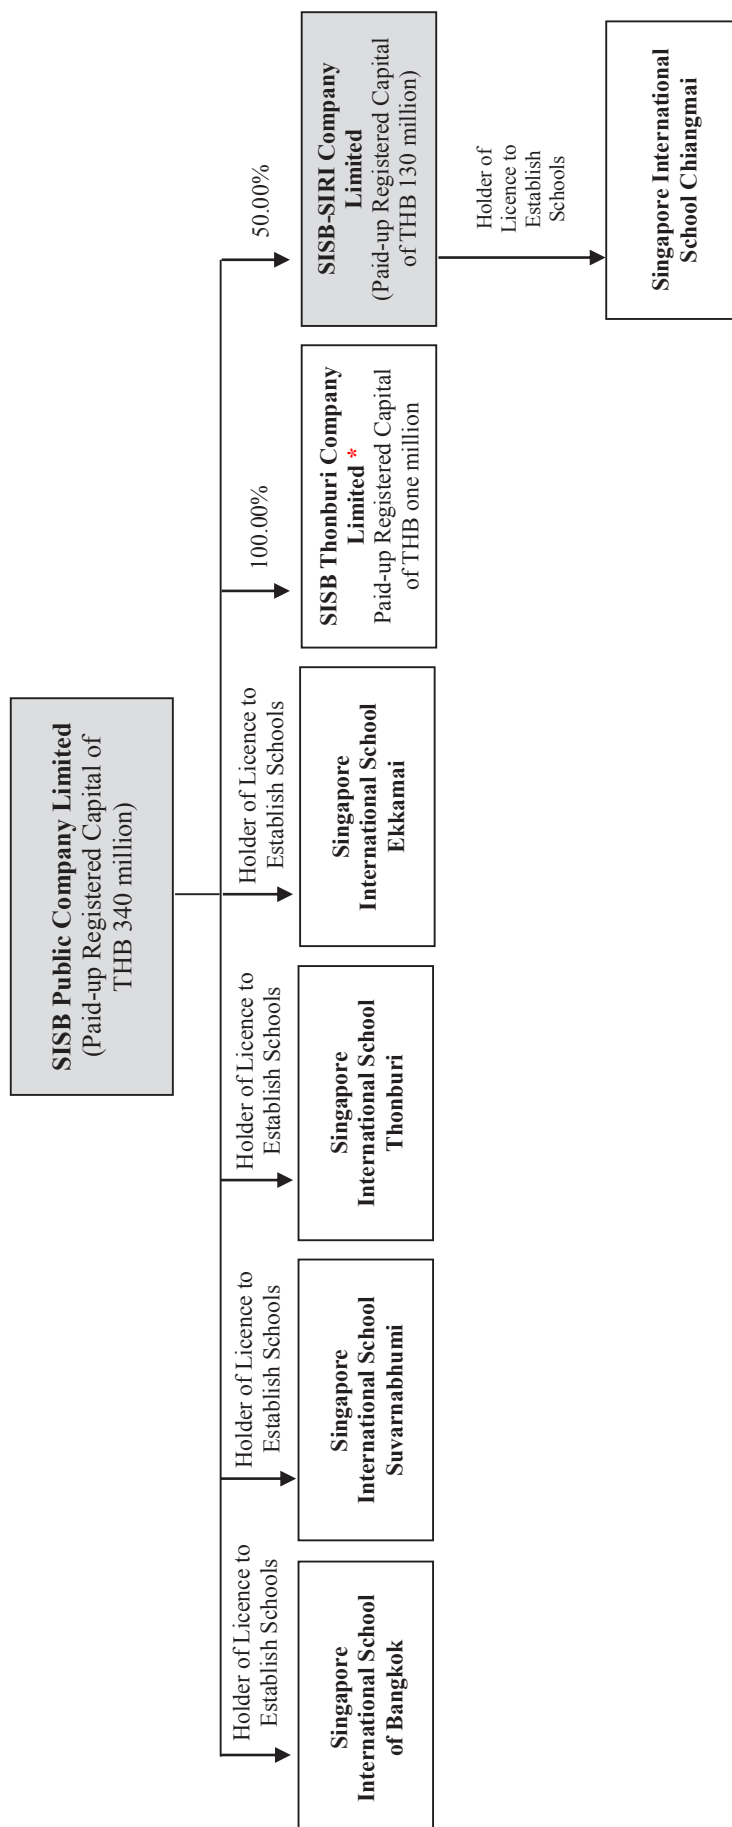 SISB Public Company Limited
(Paid-up Registered Capital of
THB 340 million)
Holder of Licence to
Establish Schools
Holder of Licence to
Establish Schools
Holder of Licence to
Establish Schools
Holder of Licence to
Establish Schools
100.00%
50.00%
Singapore
International School
of Bangkok
Singapore
International School
Suvarnabhumi
Singapore
International School
Thonburi
Singapore
International School
Ekkamai
SISB Thonburi Company
Limited *
Paid-up Registered Capital
of THB one million
SISB-SIRI Company
Limited
(Paid-up Registered Capital
of THB 130 million)
Holder of
Licence to
Establish
Schools
Singapore International
School Chiangmai